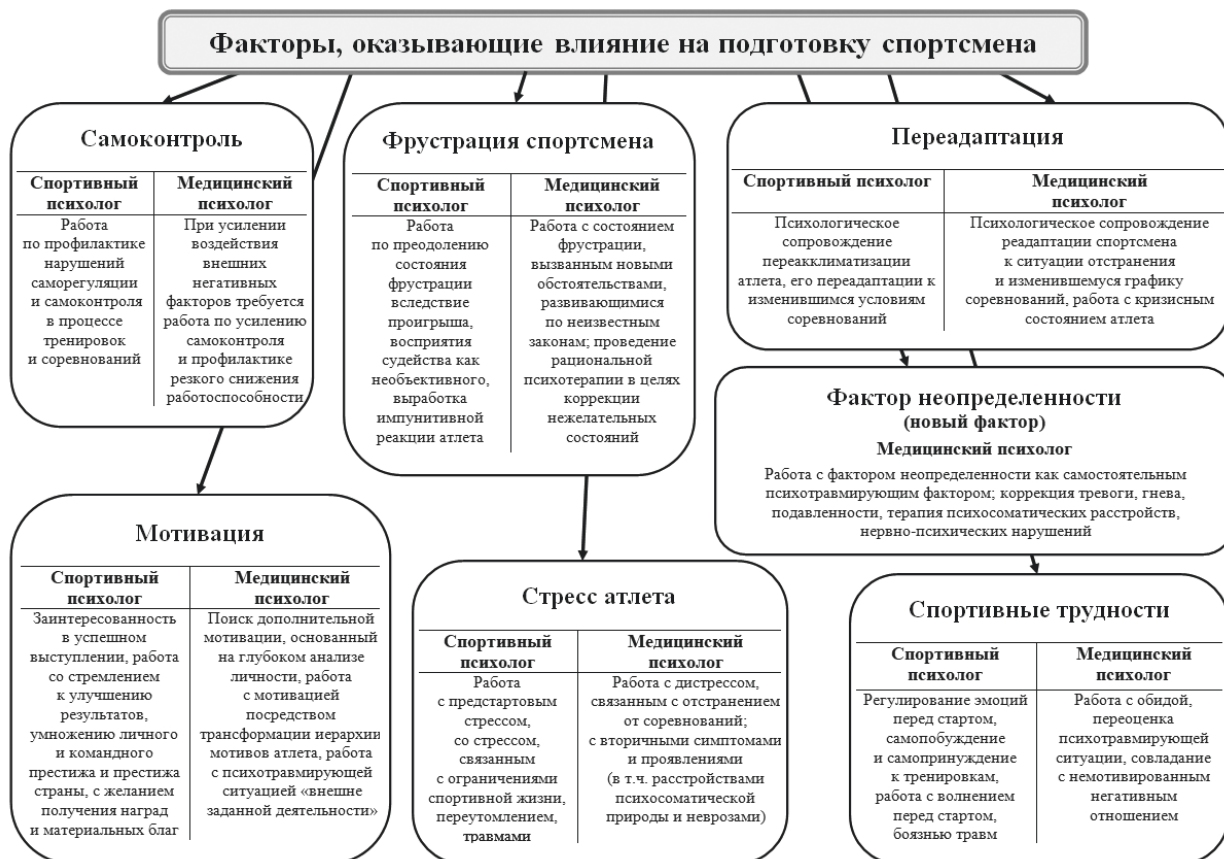 Факторы, оказывающие влияние на подготовку спортсмена
Самоконтроль
Спортивный
психолог
Работа
по профилактике
нарушений
саморегуляции
и самоконтроля
в процессе
тренировок
и соревнований
Медицинский
психолог
При усилении
воздействия
внешних
негативных
факторов требуется
работа по усилению
самоконтроля
и профилактике
резкого снижения
работоспособности
Фрустрация спортсмена
Спортивный
психолог
Работа
по преодолению
состояния
фрустрации
вследствие
проигрыша,
восприятия
судейства как
необъективного,
выработка
импунитивной
реакции атлета
Медицинский
психолог
Работа с состоянием
фрустрации,
вызванным новыми
обстоятельствами,
развивающимися
по неизвестным
законам; проведение
рациональной
психотерапии в целях
коррекции
нежелательных
состояний
Переадаптация
Спортивный психолог
Психологическое
сопровождение
переакклиматизации
атлета, его переадаптации к
изменившимся условиям
соревнований
Медицинский
психолог
Психологическое сопровождение
реадаптации спортсмена
к ситуации отстранения
и изменившемуся графику
соревнований, работа с кризисным
состоянием атлета
Фактор неопределенности
(новый фактор)
Медицинский психолог
Работа с фактором неопределенности как самостоятельным
психотравмирующим фактором; коррекция тревоги, гнева,
подавленности, терапия психосоматических расстройств,
нервно-психических нарушений
Мотивация
Спортивный
психолог
Заинтересованность
в успешном
выступлении, работа
со стремлением
к улучшению
результатов,
умножению личного
и командного
престижа и престижа
страны, с желанием
получения наград
и материальных благ
Медицинский
психолог
Поиск дополнительной
мотивации, основанный
на глубоком анализе
личности, работа
с мотивацией
посредством
трансформации иерархии
мотивов атлета, работа
с психотравмирующей
ситуацией «внешне
заданной деятельности»
Стресс атлета
Спортивный
психолог
Работа
с предстартовым
стрессом,
со стрессом,
связанным
с ограничениями
спортивной жизни,
переутомлением,
травмами
Медицинский
психолог
Работа с дистрессом,
связанным с отстранением
от соревнований;
с вторичными симптомами
и проявлениями
(в т.ч. расстройствами
психосоматической
природы и неврозами)
Спортивные трудности
Спортивный
психолог
Регулирование эмоций
перед стартом,
самопобуждение
и самопринуждение
к тренировкам,
работа с волнением
перед стартом,
боязнью травм
Медицинский
психолог
Работа с обидой,
переоценка
психотравмирующей
ситуации, совладание
с немотивированным
негативным
отношением